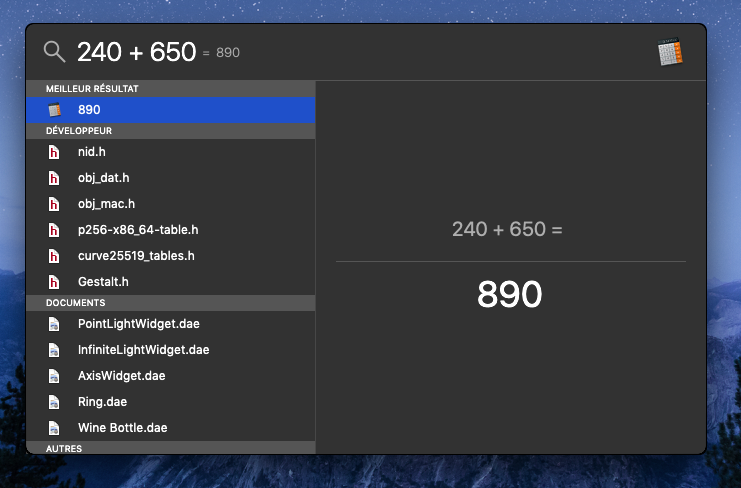 240 + 650 = 890
MEILLEUR RÉSULTAT
890
DÉVELOPPEUR
nid.h
obj_dat.h
obj_mac.h
p256-x86_64-table.h
curve25519_tables.h
Gestalt.h
DOCUMENTS
PointLightWidget.dae
InfiniteLightWidget.dae
AxisWidget.dae
Ring.dae
Wine Bottle.dae
AUTRES
240 + 650 =
890